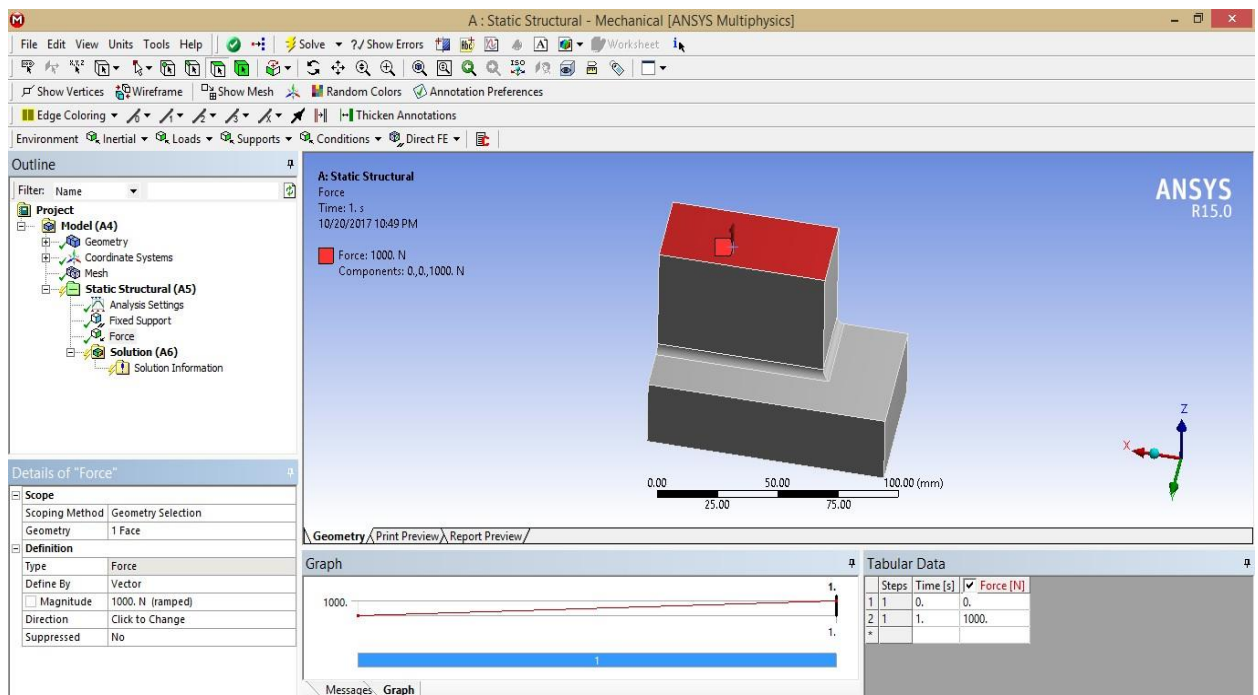 A : Static Structural - Mechanical [ANSYS Multiphysics]
File Edit View Units Tools Help Solve ?/ Show Errors Worksheet
Show Vertices Wireframe Show Mesh Random Colors Annotation Preferences
Edge Coloring Thicken Annotations
Environment Inertial Loads Supports Conditions Direct FE
Outline
Filter: Name
Project
Model (A4)
Geometry
Coordinate Systems
Mesh
Static Structural (A5)
Analysis Settings
Fixed Support
Force
Solution (A6)
Solution Information
A: Static Structural
Force
Time: 1. s
10/20/2017 10:49 PM
Force: 1000. N
Components: 0.,0.,1000. N
ANSYS
R15.0
Z
X
0.00 50.00 100.00 (mm)
25.00 75.00
Geometry Print Preview Report Preview
Details of "Force"
Scope
Scoping Method Geometry Selection
Geometry 1 Face
Definition
Type Force
Define By Vector
Magnitude 1000. N (ramped)
Direction Click to Change
Suppressed No
Graph
1.
1000.
1.
1
Messages Graph
Tabular Data
Steps Time [s] Force [N]
1 1 0. 0.
2 1 1. 1000.
*